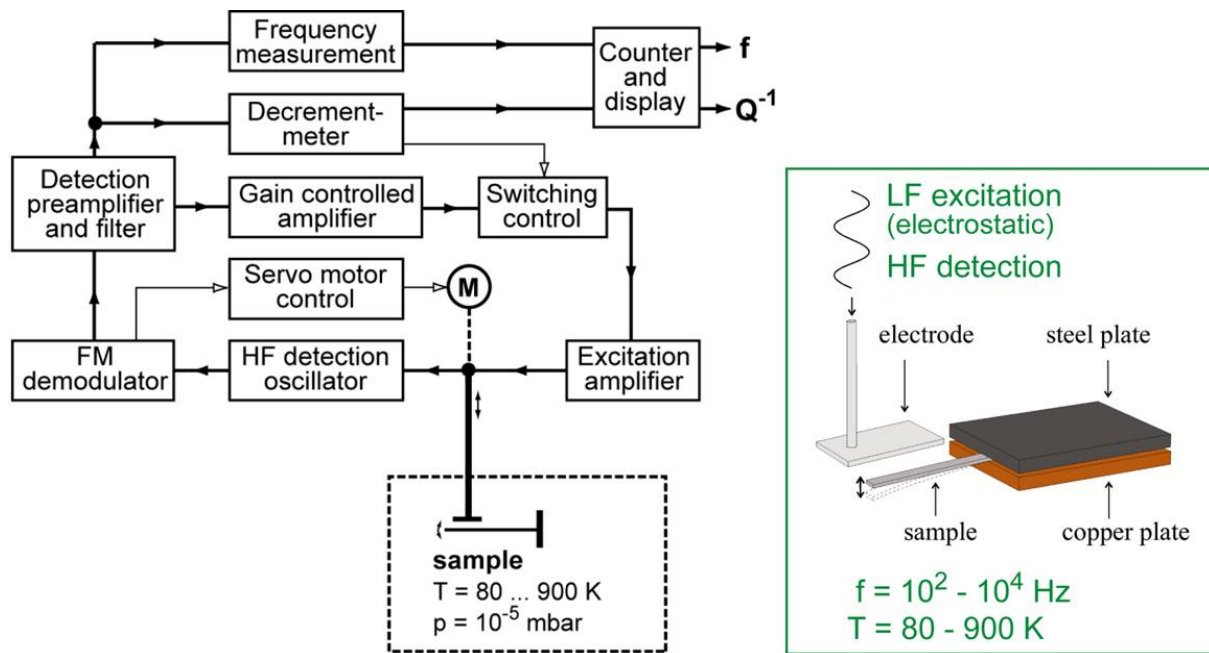 Frequency
measurement
Decrement-
meter
Counter
and
display
f
Q⁻¹
Detection
preamplifier
and filter
Gain controlled
amplifier
Switching
control
Servo motor
control
M
FM
demodulator
HF detection
oscillator
Excitation
amplifier
sample
T = 80 ... 900 K
p = 10⁻⁵ mbar
LF excitation
(electrostatic)
HF detection
electrode
steel plate
sample
copper plate
f = 10² - 10⁴ Hz
T = 80 - 900 K